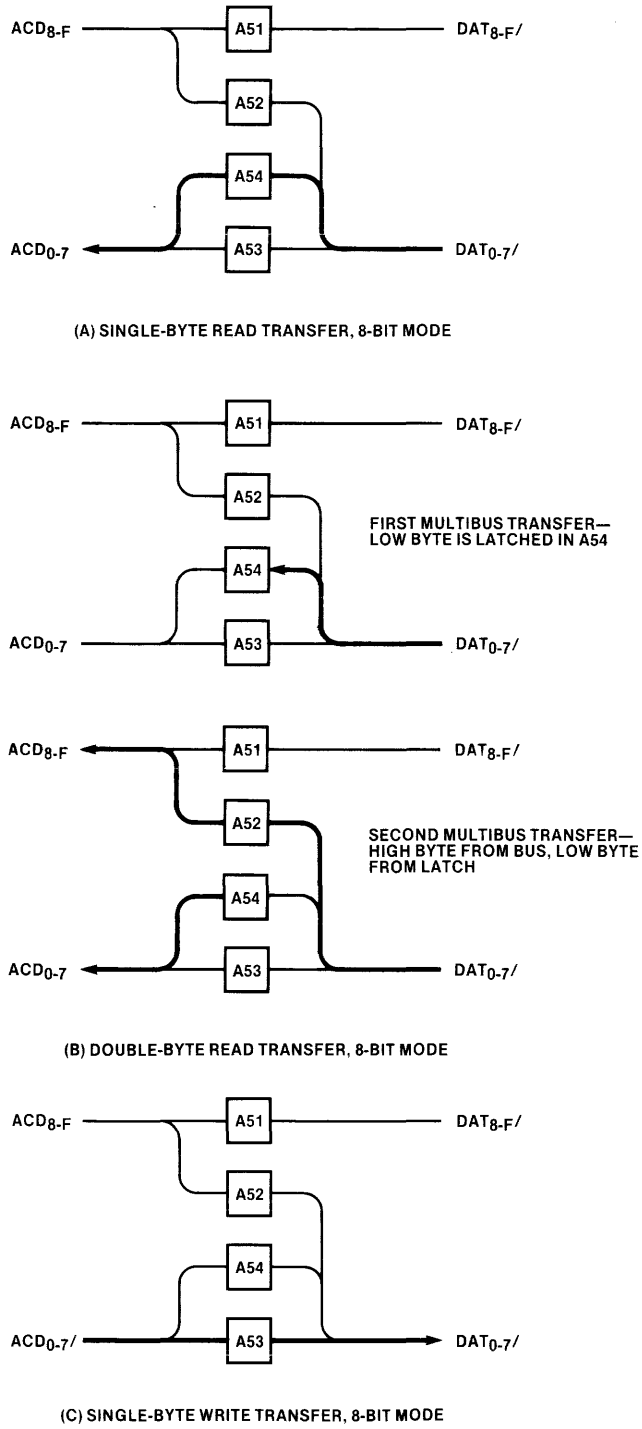 ACD8-F A51 DAT8-F/
A52
A54
ACD0-7 A53 DAT0-7/
(A) SINGLE-BYTE READ TRANSFER, 8-BIT MODE
ACD8-F A51 DAT8-F/
A52
FIRST MULTIBUS TRANSFER—
LOW BYTE IS LATCHED IN A54
A54
ACD0-7 A53 DAT0-7/
ACD8-F A51 DAT8-F/
A52
SECOND MULTIBUS TRANSFER—
HIGH BYTE FROM BUS, LOW BYTE
FROM LATCH
A54
ACD0-7 A53 DAT0-7/
(B) DOUBLE-BYTE READ TRANSFER, 8-BIT MODE
ACD8-F A51 DAT8-F/
A52
A54
ACD0-7/ A53 DAT0-7/
(C) SINGLE-BYTE WRITE TRANSFER, 8-BIT MODE